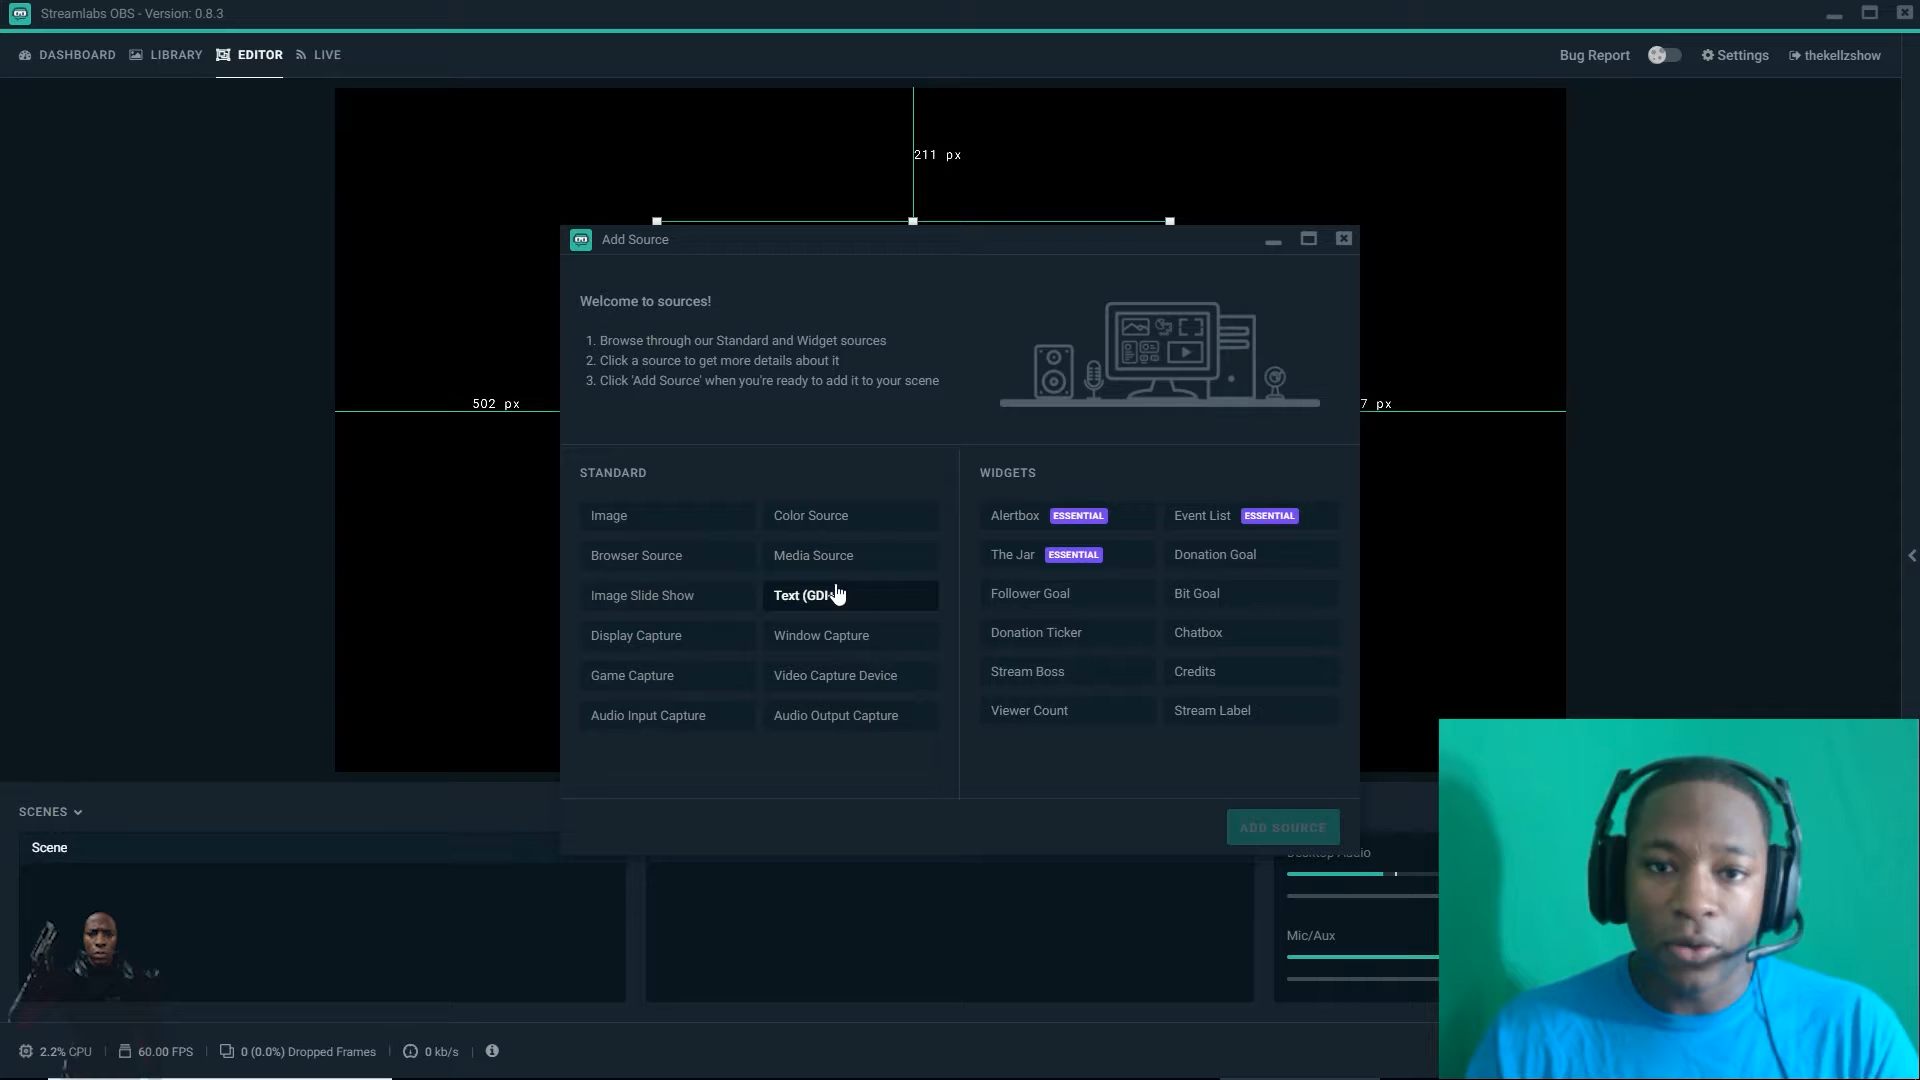 Streamlabs OBS - Version: 0.8.3
DASHBOARD LIBRARY EDITOR LIVE
Bug Report Settings thekellzshow
211 px
Add Source
Welcome to sources!
1. Browse through our Standard and Widget sources
2. Click a source to get more details about it
3. Click 'Add Source' when you're ready to add it to your scene
502 px
7 px
STANDARD
Image Color Source
Browser Source Media Source
Image Slide Show Text (GDI
Display Capture Window Capture
Game Capture Video Capture Device
Audio Input Capture Audio Output Capture
WIDGETS
Alertbox ESSENTIAL Event List ESSENTIAL
The Jar ESSENTIAL Donation Goal
Follower Goal Bit Goal
Donation Ticker Chatbox
Stream Boss Credits
Viewer Count Stream Label
ADD SOURCE
SCENES
Scene
Desktop Audio
Mic/Aux
2.2% CPU 60.00 FPS 0 (0.0%) Dropped Frames 0 kb/s